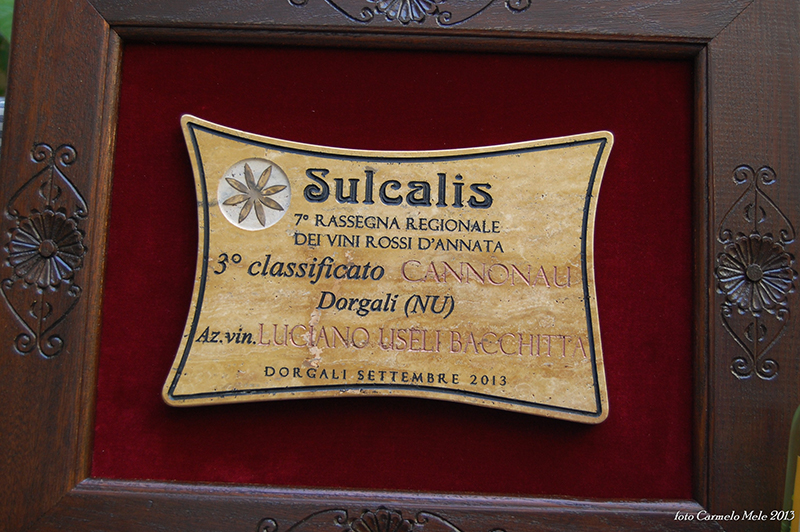 Sulcalis
7° RASSEGNA REGIONALE
DEI VINI ROSSI D'ANNATA
3° classificato CANNONAU
Dorgali (NU)
Az.vin. LUCIANO USELI BACCHITTA
DORGALI SETTEMBRE 2013
foto Carmelo Mele 2013